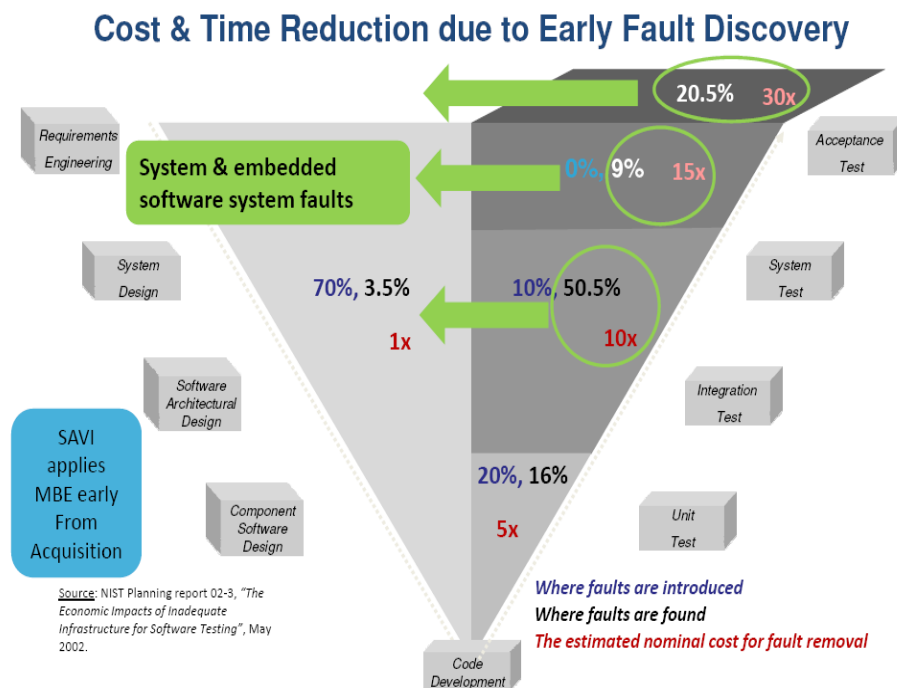 Cost & Time Reduction due to Early Fault Discovery
20.5% 30x
Requirements
Engineering
Acceptance
Test
System & embedded
software system faults
0%, 9% 15x
System
Design
System
Test
70%, 3.5%
1x
10%, 50.5%
10x
Software
Architectural
Design
Integration
Test
SAVI
applies
MBE early
From
Acquisition
20%, 16%
5x
Component
Software
Design
Unit
Test
Source: NIST Planning report 02-3, "The
Economic Impacts of Inadequate
Infrastructure for Software Testing", May
2002.
Where faults are introduced
Where faults are found
The estimated nominal cost for fault removal
Code
Development